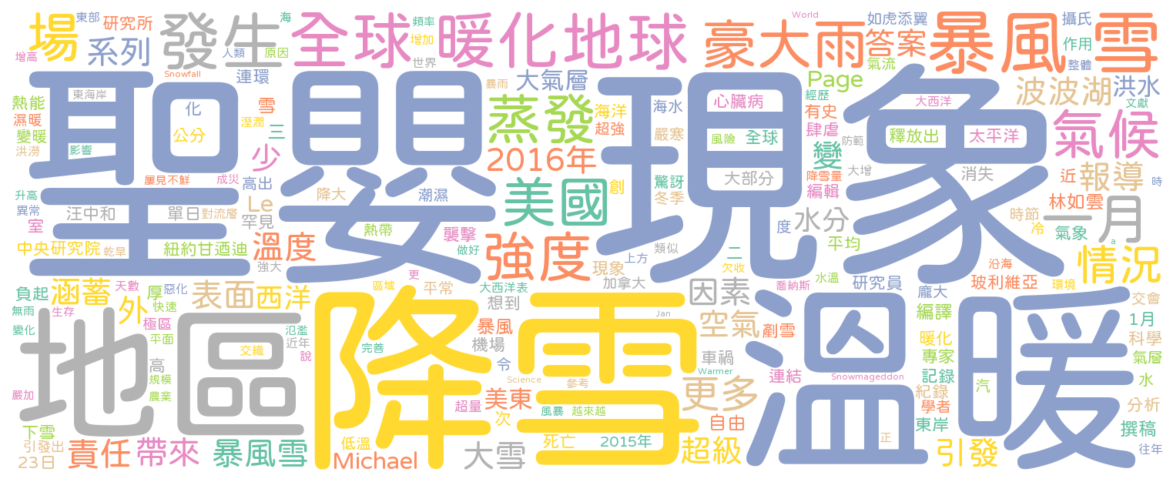 場
系列
東部
研究所
增高
發生
人類
海
原因
全球
頻率
增加
世界
暖化地球
World
豪大雨
如虎添翼
答案
氣流
攝氏
作用
整體
暴風雪
Snowfall
連環
大氣層
暴雨
Page
波波湖
洪水
文獻
熱能
濕暖
變暖
洪澇
東海岸
化
公分
影響
雪
溼潤
三
少
聖嬰現象
蒸發
海洋
超強
海水
嚴寒
心臟病
風險
全球
經歷
有史
肆虐
防範
變
大西洋
釋放出
太平洋
氣候
2016年
屢見不鮮
成災
高出
降大
潮濕
美國
創
驚訝
冬季
大部分
降雪量
編輯
大增
消失
近
報導
時
升高
異常
室
汪中和
單日
對流層
罕見
Le
熱帶
襲擊
做好
強度
類似
上方
二
欠收
度
水分
平均
時節
冷
林如雲
氣象
一月
中央研究院
乾旱
紐約甘迺迪
溫度
強大
更
現象
加拿大
水溫
喬納斯
研究員
沿海
玻利維亞
環境
情況
負起
無雨
變化
涵蓄
天數
生存
外
厚
惡化
快速
極區
平面
表面
西洋
區域
平常
大西洋表
想到
因素
空氣
Jan
龐大
編譯
暖化
專家
交會
1月
科學
氣層
地區
高
規模
農業
交織
氾濫
近年
說
完善
降雪
暴風
機場
令
Science
參考
車禍
剷雪
Warmer
更多
溫暖
連結
Snowmageddon
記錄
紀錄
學者
東岸
汽
水
分析
撰稿
往年
嚴加
下雪
引發出
23日
責任
帶來
暴風雪
低溫
Michael
超量
美東
次
大雪
風暴
越來越
死亡
2015年
超級
自由
正
引發
a